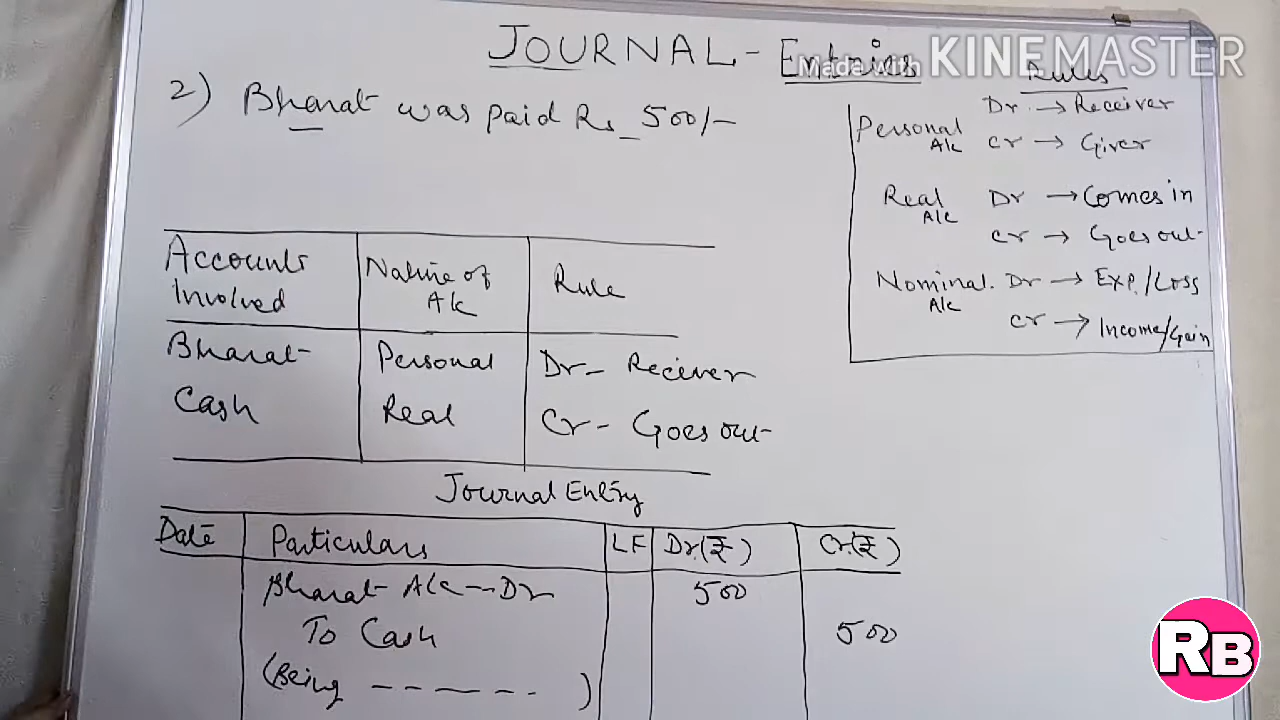 JOURNAL - Entries
Made with KINEMASTER
2) Bharat was paid Rs 500/-
Rules
Personal A/c Dr → Receiver
Cr → Giver
Real A/c Dr → Comes in
Cr → Goes out
Nominal A/c Dr → Exp./Loss
Cr → Income/Gain
Accounts Involved Nature of A/c Rule
Bharat Personal Dr - Reciever
Cash Real Cr - Goes out
Journal Entry
Date Particulars LF Dr.(₹) Cr.(₹)
Bharat A/c --- Dr 500
To Cash 500
(Being - - - - - - )
RB